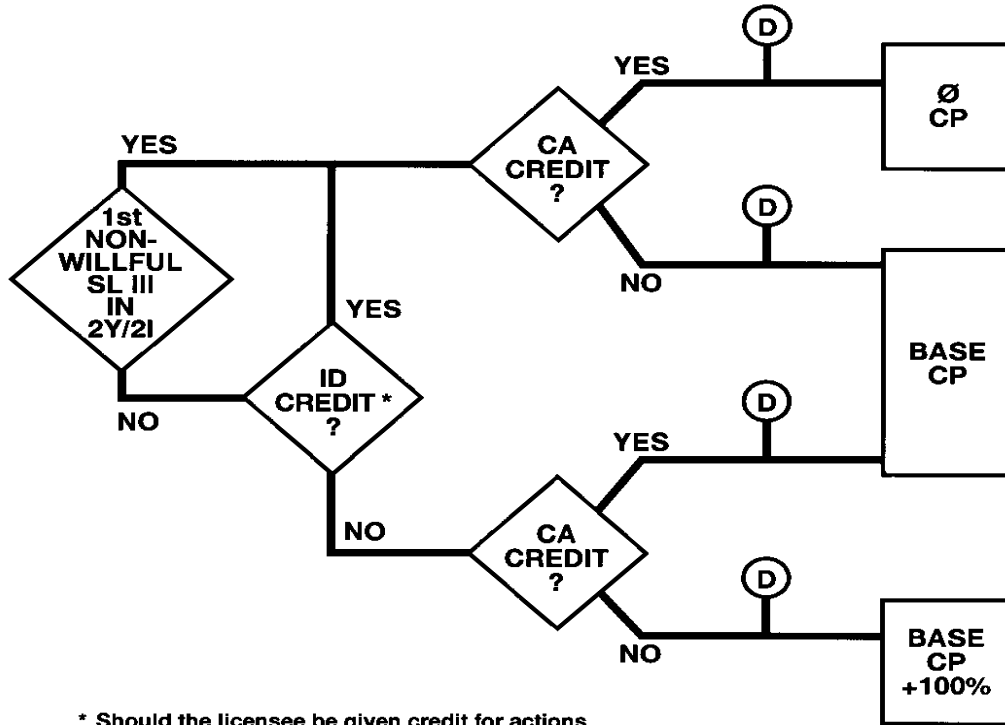 D
YES
Ø
CP
YES
CA
CREDIT
?
D
1st
NON-
WILLFUL
SL III
IN
2Y/2I
NO
YES
BASE
CP
ID
CREDIT *
?
D
NO
YES
NO
CA
CREDIT
?
D
NO
BASE
CP
+100%
* Should the licensee be given credit for actions